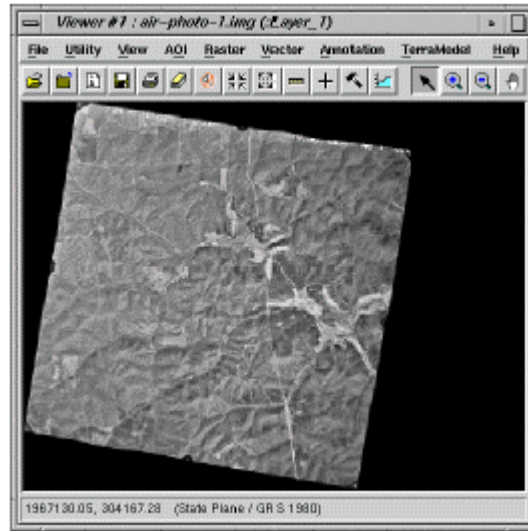 Viewer #1 : air-photo-1.img (:Layer_1)
File Utility View AOI Raster Vector Annotation TerraModel Help
1967130.05, 304167.28 (State Plane / GRS 1980)